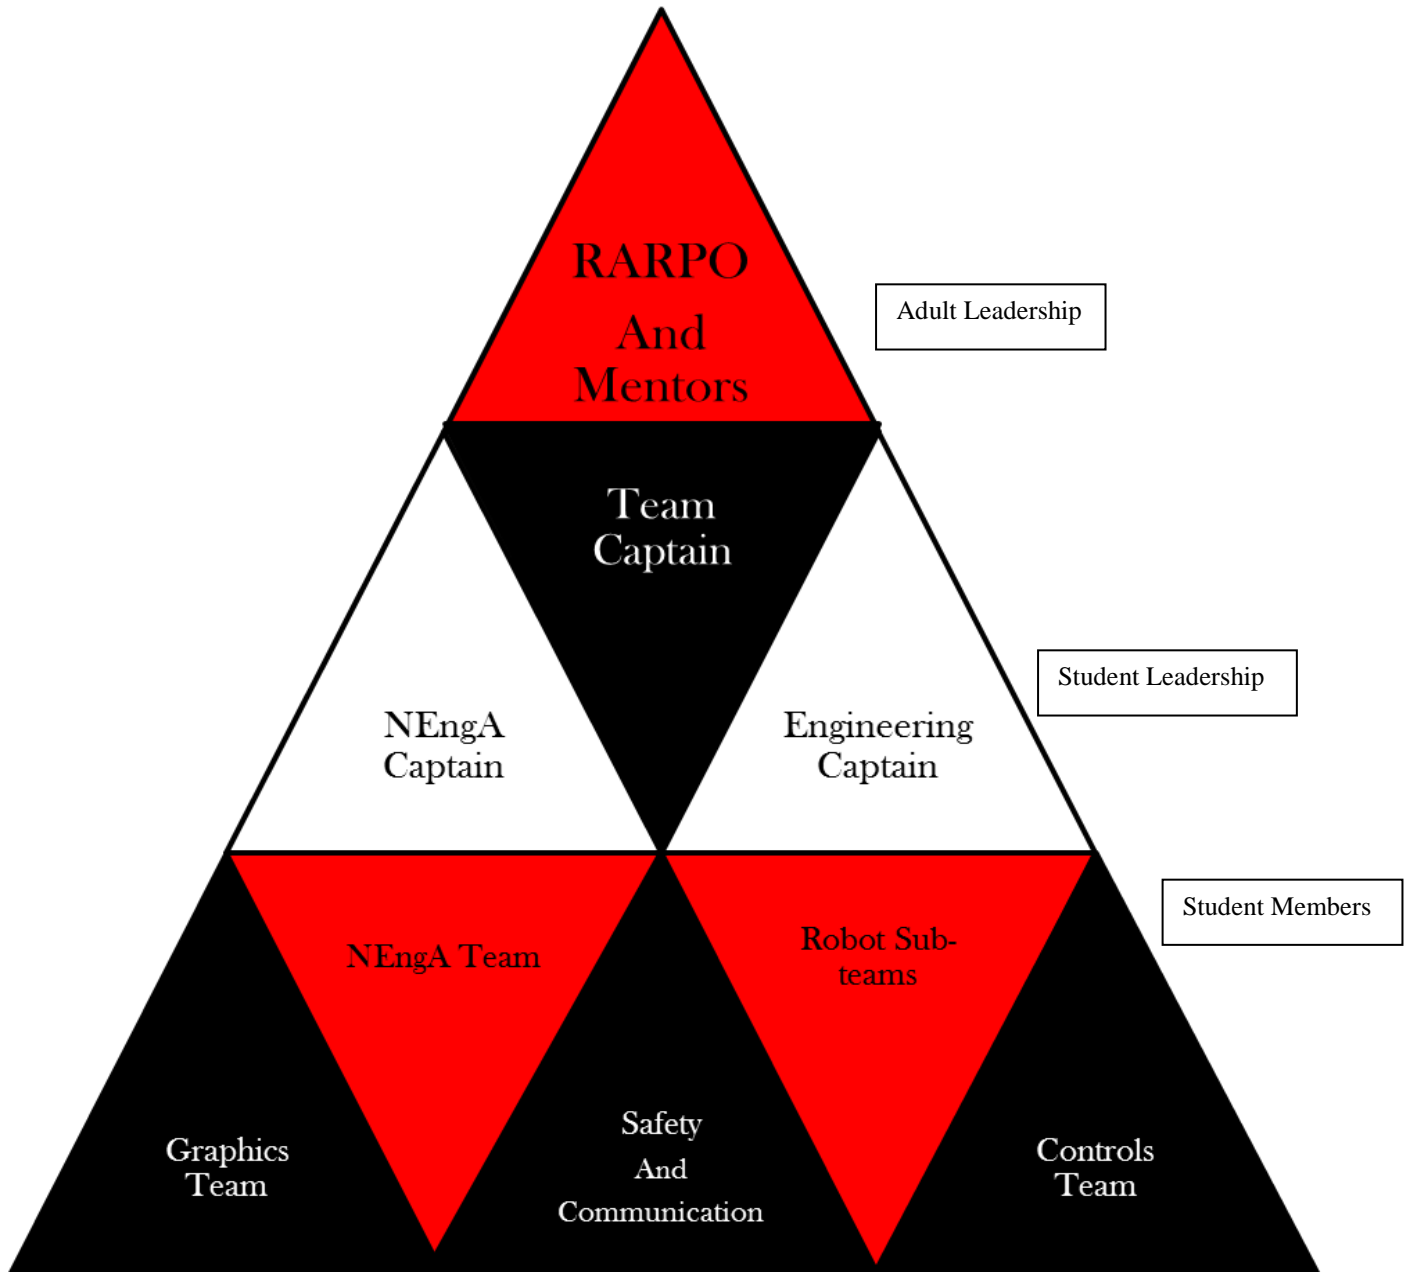 RARPO
And
Mentors
Adult Leadership
Team
Captain
NEngA
Captain
Engineering
Captain
Student Leadership
NEngA Team
Robot Sub-
teams
Student Members
Graphics
Team
Safety
And
Communication
Controls
Team